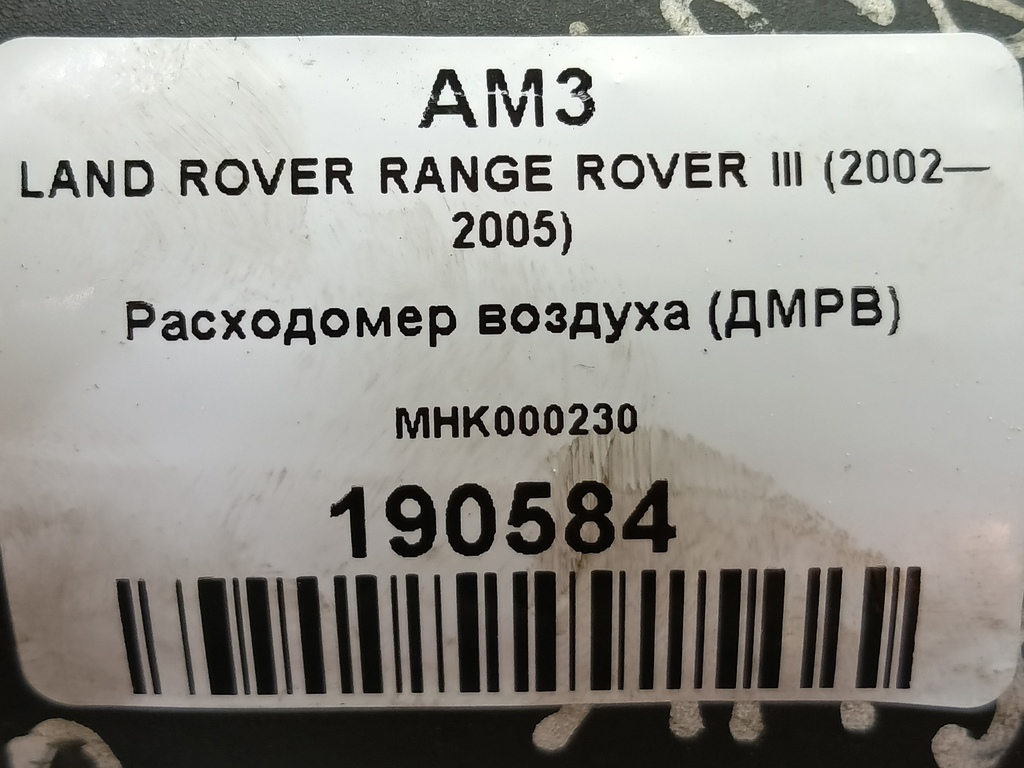 АМЗ
LAND ROVER RANGE ROVER III (2002—
2005)
Расходомер воздуха (ДМРВ)
MHK000230
190584